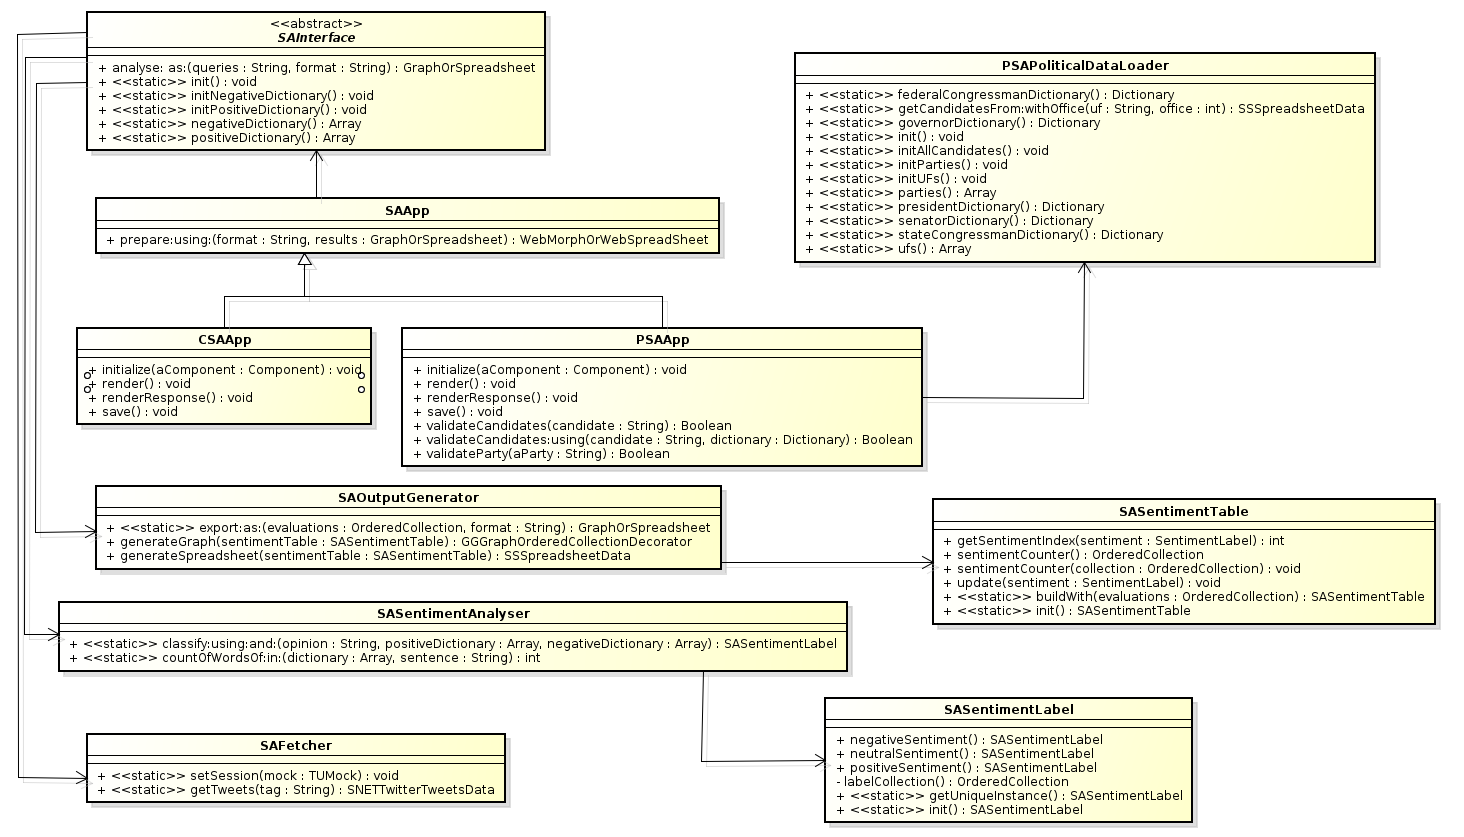 <<abstract>>
SAInterface
+ analyse: as:(queries : String, format : String) : GraphOrSpreadsheet
+ <<static>> init() : void
+ <<static>> initNegativeDictionary() : void
+ <<static>> initPositiveDictionary() : void
+ <<static>> negativeDictionary() : Array
+ <<static>> positiveDictionary() : Array
PSAPoliticalDataLoader
+ <<static>> federalCongressmanDictionary() : Dictionary
+ <<static>> getCandidatesFrom:withOffice(uf : String, office : int) : SSSpreadsheetData
+ <<static>> governorDictionary() : Dictionary
+ <<static>> init() : void
+ <<static>> initAllCandidates() : void
+ <<static>> initParties() : void
+ <<static>> initUFs() : void
+ <<static>> parties() : Array
+ <<static>> presidentDictionary() : Dictionary
+ <<static>> senatorDictionary() : Dictionary
+ <<static>> stateCongressmanDictionary() : Dictionary
+ <<static>> ufs() : Array
SAApp
+ prepare:using:(format : String, results : GraphOrSpreadsheet) : WebMorphOrWebSpreadSheet
CSAApp
+ initialize(aComponent : Component) : void
+ render() : void
+ renderResponse() : void
+ save() : void
PSAApp
+ initialize(aComponent : Component) : void
+ render() : void
+ renderResponse() : void
+ save() : void
+ validateCandidates(candidate : String) : Boolean
+ validateCandidates:using(candidate : String, dictionary : Dictionary) : Boolean
+ validateParty(aParty : String) : Boolean
SAOutputGenerator
+ <<static>> export:as:(evaluations : OrderedCollection, format : String) : GraphOrSpreadsheet
+ generateGraph(sentimentTable : SASentimentTable) : GGGraphOrderedCollectionDecorator
+ generateSpreadsheet(sentimentTable : SASentimentTable) : SSSpreadsheetData
SASentimentTable
+ getSentimentIndex(sentiment : SentimentLabel) : int
+ sentimentCounter() : OrderedCollection
+ sentimentCounter(collection : OrderedCollection) : void
+ update(sentiment : SentimentLabel) : void
+ <<static>> buildWith(evaluations : OrderedCollection) : SASentimentTable
+ <<static>> init() : SASentimentTable
SASentimentAnalyser
+ <<static>> classify:using:and:(opinion : String, positiveDictionary : Array, negativeDictionary : Array) : SASentimentLabel
+ <<static>> countOfWordsOf:in:(dictionary : Array, sentence : String) : int
SASentimentLabel
+ negativeSentiment() : SASentimentLabel
+ neutralSentiment() : SASentimentLabel
+ positiveSentiment() : SASentimentLabel
- labelCollection() : OrderedCollection
+ <<static>> getUniqueInstance() : SASentimentLabel
+ <<static>> init() : SASentimentLabel
SAFetcher
+ <<static>> setSession(mock : TUMock) : void
+ <<static>> getTweets(tag : String) : SNETTwitterTweetsData